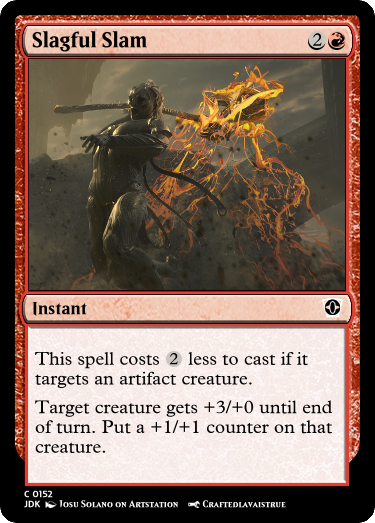 Slagful Slam 2
Instant
This spell costs 2 less to cast if it
targets an artifact creature.
Target creature gets +3/+0 until end
of turn. Put a +1/+1 counter on that
creature.
C 0152
JDK Josu Solano on Artstation Craftedlavaistrue